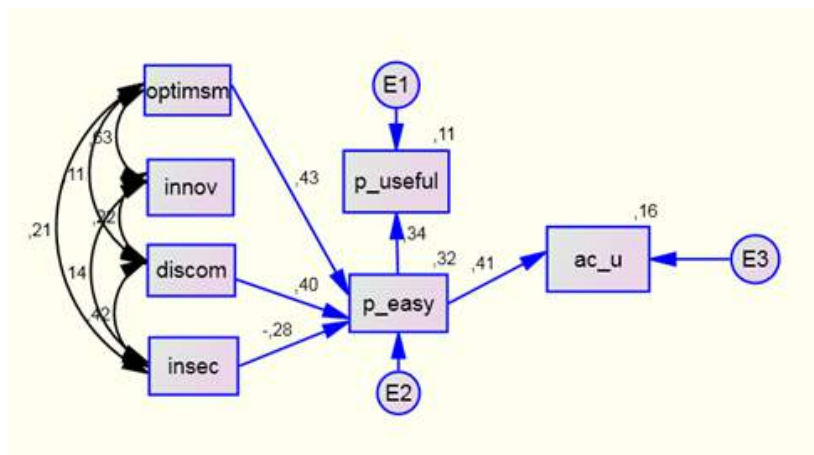 optimsm
E1
,63
,11
p_useful
,43
innov
11
,22
,34
,16
,21
ac_u
E3
discom
,32
,41
14
,40
p_easy
,42
-,28
insec
E2